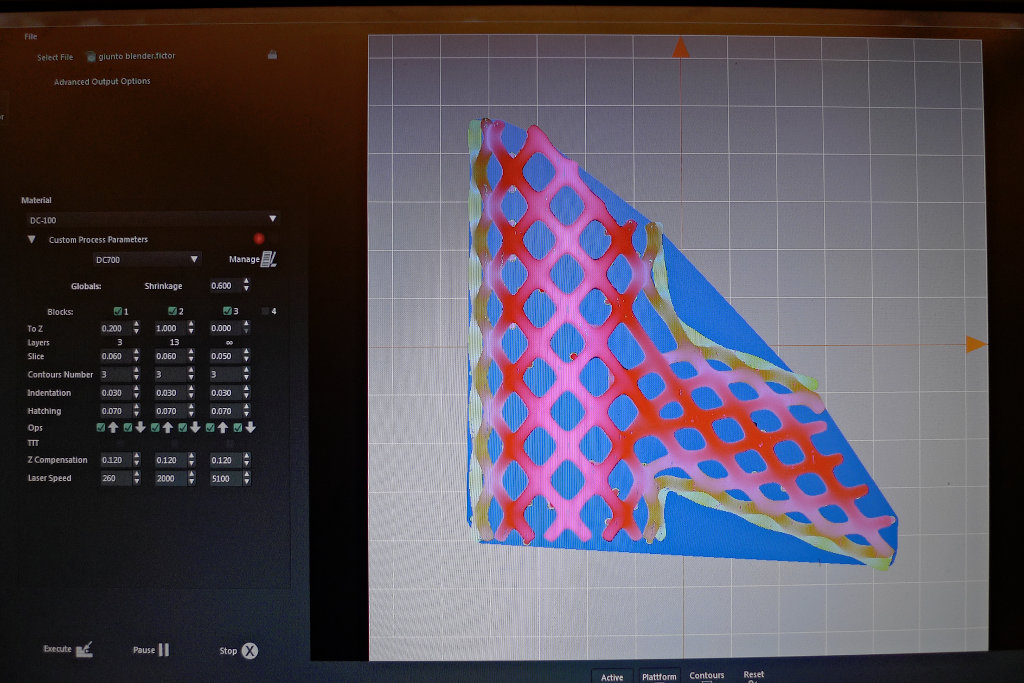 File
Select File giunto blender.fictor
Advanced Output Options
Material
DC-100
Custom Process Parameters
DC700 Manage
Globals: Shrinkage 0.600
Blocks: 1 2 3 4
To Z 0.200 1.000 0.000
Layers 3 13 ∞
Slice 0.060 0.060 0.050
Contours Number 3 3 3
Indentation 0.030 0.030 0.030
Hatching 0.070 0.070 0.070
Ops
TTT
Z Compensation 0.120 0.120 0.120
Laser Speed 260 2000 5100
Execute Pause Stop X
Active Plattform Contours Reset